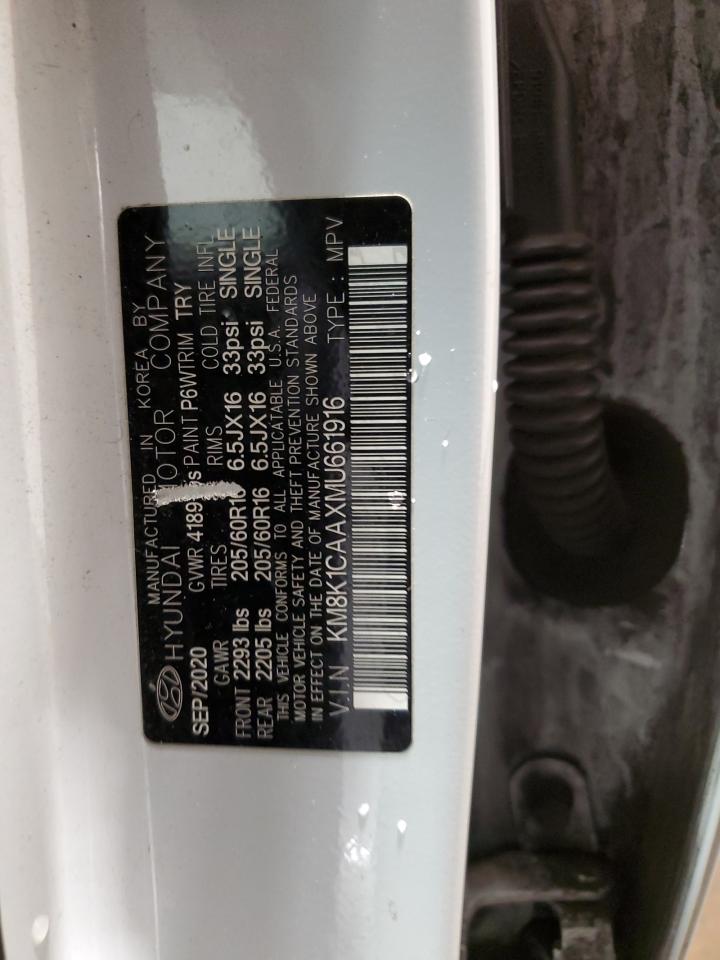 MANUFACTURED IN KOREA BY
HYUNDAI MOTOR COMPANY
SEP/2020 GVWR 4189 lbs PAINT P6W TRIM TRY
GAWR TIRES RIMS COLD TIRE INFL
FRONT 2293 lbs 205/60R16 6.5JX16 33psi SINGLE
REAR 2205 lbs 205/60R16 6.5JX16 33psi SINGLE
THIS VEHICLE CONFORMS TO ALL APPLICABLE U.S.A. FEDERAL
MOTOR VEHICLE SAFETY AND THEFT PREVENTION STANDARDS
IN EFFECT ON THE DATE OF MANUFACTURE SHOWN ABOVE
V.I.N KM8K1CAAXMU661916 TYPE : MPV